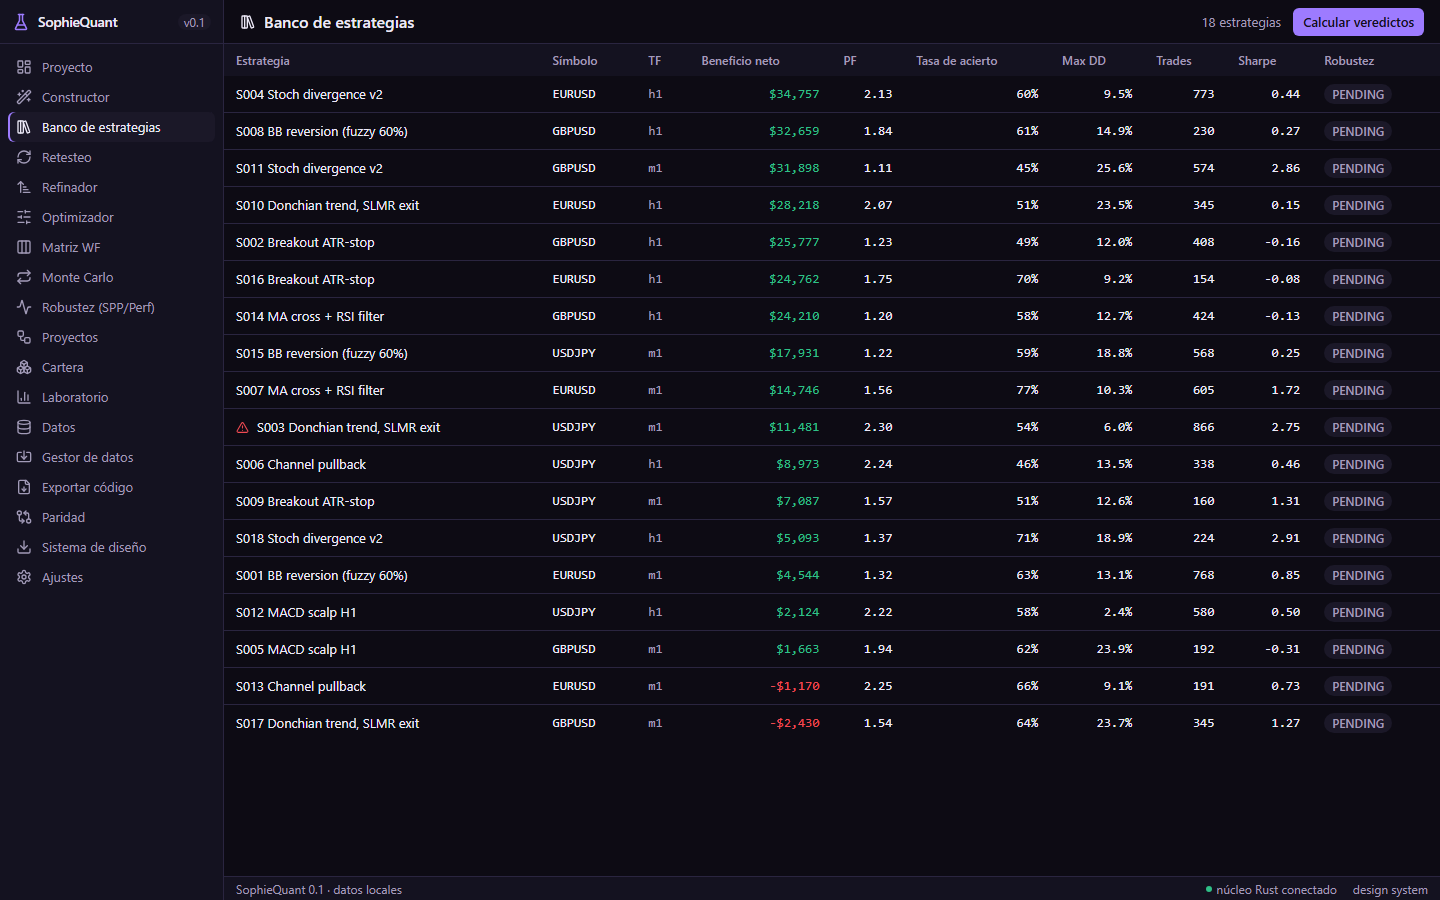 SophieQuant v0.1
Proyecto
Constructor
Banco de estrategias
Retesteo
Refinador
Optimizador
Matriz WF
Monte Carlo
Robustez (SPP/Perf)
Proyectos
Cartera
Laboratorio
Datos
Gestor de datos
Exportar código
Paridad
Sistema de diseño
Ajustes
Banco de estrategias 18 estrategias Calcular veredictos
Estrategia Símbolo TF Beneficio neto PF Tasa de acierto Max DD Trades Sharpe Robustez
S004 Stoch divergence v2 EURUSD h1 $34,757 2.13 60% 9.5% 773 0.44 PENDING
S008 BB reversion (fuzzy 60%) GBPUSD h1 $32,659 1.84 61% 14.9% 230 0.27 PENDING
S011 Stoch divergence v2 GBPUSD m1 $31,898 1.11 45% 25.6% 574 2.86 PENDING
S010 Donchian trend, SLMR exit EURUSD h1 $28,218 2.07 51% 23.5% 345 0.15 PENDING
S002 Breakout ATR-stop GBPUSD h1 $25,777 1.23 49% 12.0% 408 -0.16 PENDING
S016 Breakout ATR-stop EURUSD h1 $24,762 1.75 70% 9.2% 154 -0.08 PENDING
S014 MA cross + RSI filter GBPUSD h1 $24,210 1.20 58% 12.7% 424 -0.13 PENDING
S015 BB reversion (fuzzy 60%) USDJPY m1 $17,931 1.22 59% 18.8% 568 0.25 PENDING
S007 MA cross + RSI filter EURUSD m1 $14,746 1.56 77% 10.3% 605 1.72 PENDING
S003 Donchian trend, SLMR exit USDJPY m1 $11,481 2.30 54% 6.0% 866 2.75 PENDING
S006 Channel pullback USDJPY h1 $8,973 2.24 46% 13.5% 338 0.46 PENDING
S009 Breakout ATR-stop USDJPY m1 $7,087 1.57 51% 12.6% 160 1.31 PENDING
S018 Stoch divergence v2 USDJPY h1 $5,093 1.37 71% 18.9% 224 2.91 PENDING
S001 BB reversion (fuzzy 60%) EURUSD m1 $4,544 1.32 63% 13.1% 768 0.85 PENDING
S012 MACD scalp H1 USDJPY h1 $2,124 2.22 58% 2.4% 580 0.50 PENDING
S005 MACD scalp H1 GBPUSD m1 $1,663 1.94 62% 23.9% 192 -0.31 PENDING
S013 Channel pullback EURUSD m1 -$1,170 2.25 66% 9.1% 191 0.73 PENDING
S017 Donchian trend, SLMR exit GBPUSD m1 -$2,430 1.54 64% 23.7% 345 1.27 PENDING
SophieQuant 0.1 · datos locales núcleo Rust conectado design system